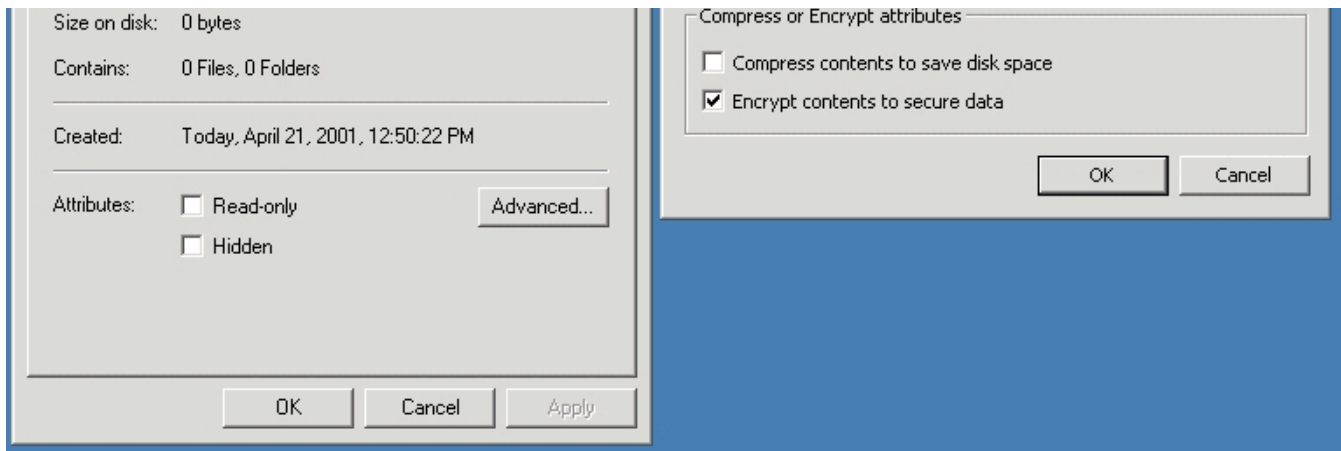 Size on disk: 0 bytes
Contains: 0 Files, 0 Folders
Created: Today, April 21, 2001, 12:50:22 PM
Attributes: Read-only Advanced...
Hidden
OK Cancel Apply
Compress or Encrypt attributes
Compress contents to save disk space
Encrypt contents to secure data
OK Cancel